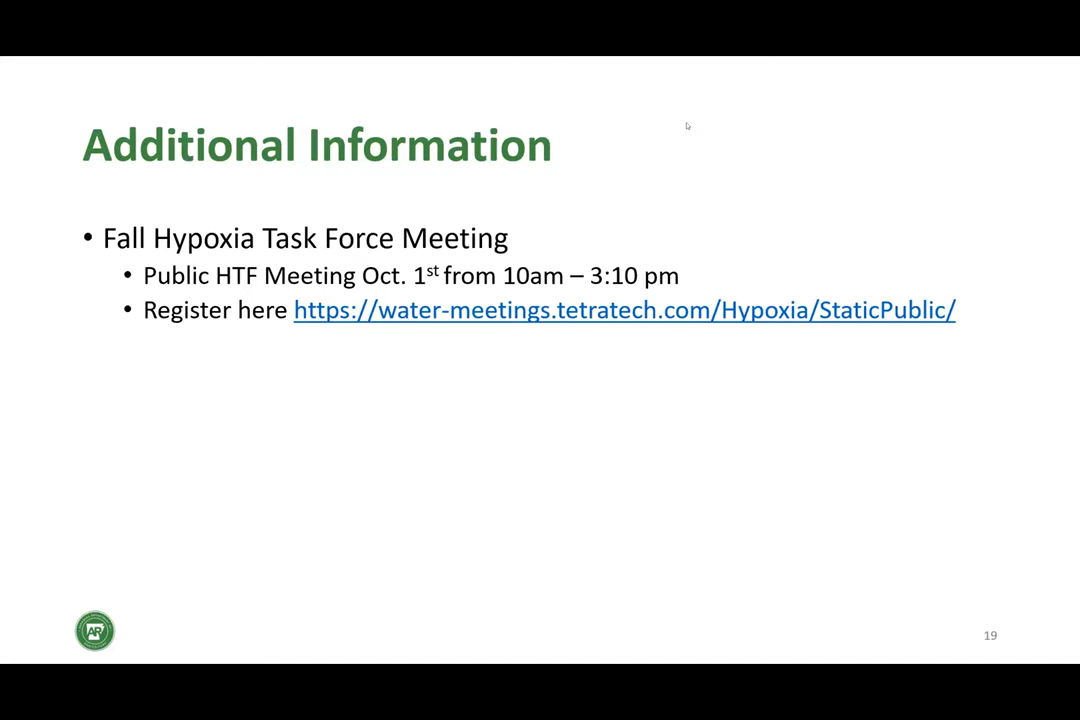 Additional Information
• Fall Hypoxia Task Force Meeting
• Public HTF Meeting Oct. 1st from 10am – 3:10 pm
• Register here https://water-meetings.tetratech.com/Hypoxia/StaticPublic/
AR
19